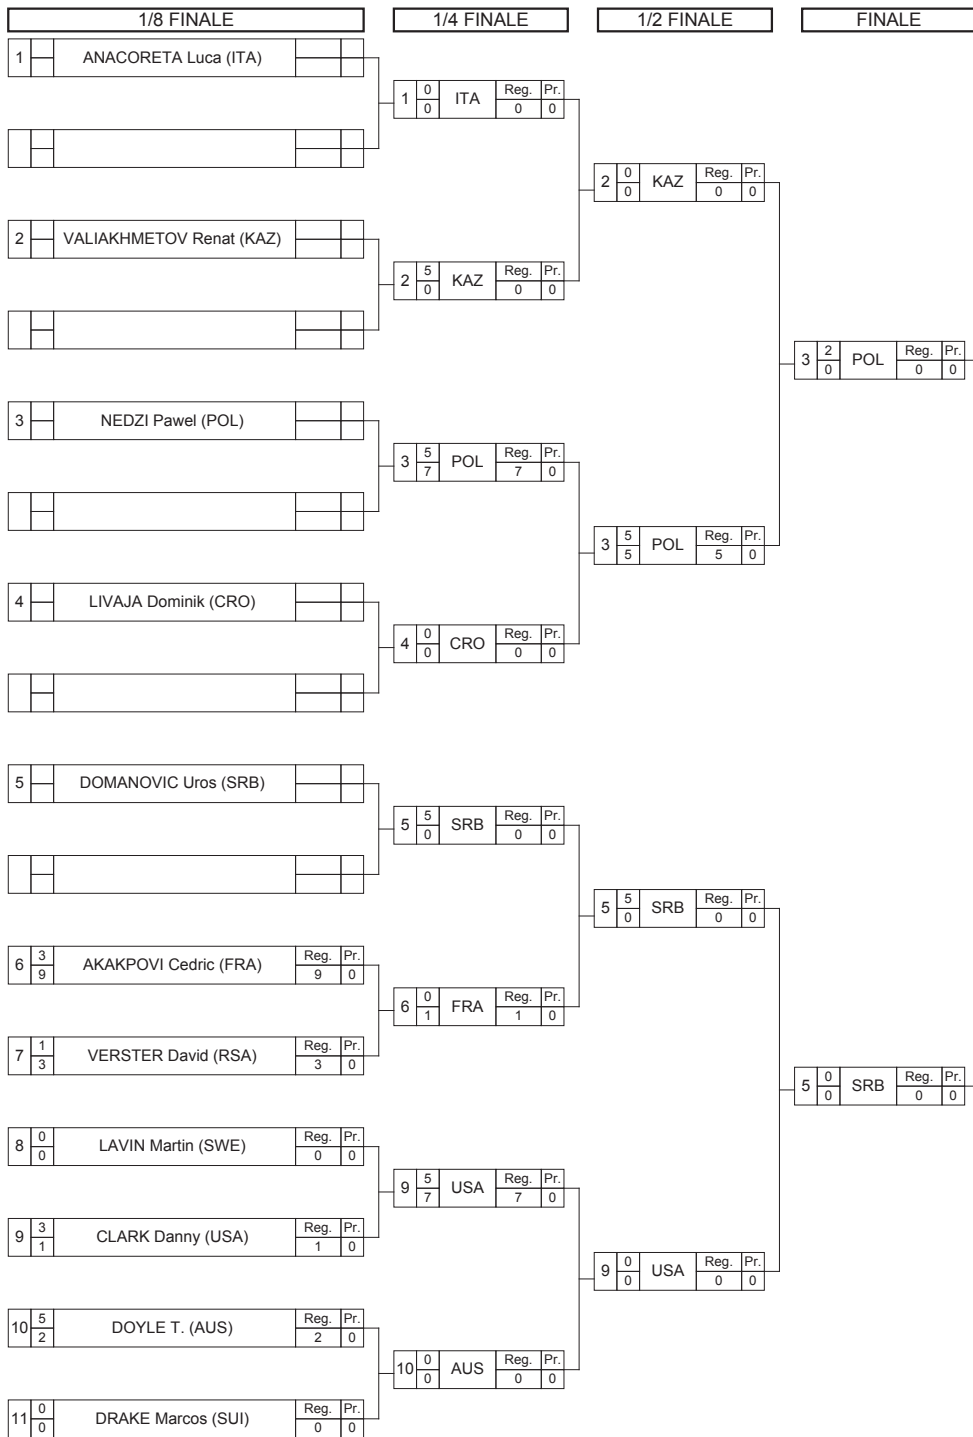 1/8 FINALE 1/4 FINALE 1/2 FINALE FINALE
1 ANACORETA Luca (ITA)
1 0 ITA Reg. Pr.
0 0 0
2 0 KAZ Reg. Pr.
0 0 0
2 VALIAKHMETOV Renat (KAZ)
2 5 KAZ Reg. Pr.
0 0 0
3 2 POL Reg. Pr.
0 0 0
3 NEDZI Pawel (POL)
3 5 POL Reg. Pr.
7 7 0
3 5 POL Reg. Pr.
5 5 0
4 LIVAJA Dominik (CRO)
4 0 CRO Reg. Pr.
0 0 0
5 DOMANOVIC Uros (SRB)
5 5 SRB Reg. Pr.
0 0 0
5 5 SRB Reg. Pr.
0 0 0
6 3 AKAKPOVI Cedric (FRA) Reg. Pr.
9 9 0
6 0 FRA Reg. Pr.
1 1 0
7 1 VERSTER David (RSA) Reg. Pr.
3 3 0
5 0 SRB Reg. Pr.
0 0 0
8 0 LAVIN Martin (SWE) Reg. Pr.
0 0 0
9 5 USA Reg. Pr.
7 7 0
9 3 CLARK Danny (USA) Reg. Pr.
1 1 0
9 0 USA Reg. Pr.
0 0 0
10 5 DOYLE T. (AUS) Reg. Pr.
2 2 0
10 0 AUS Reg. Pr.
0 0 0
11 0 DRAKE Marcos (SUI) Reg. Pr.
0 0 0